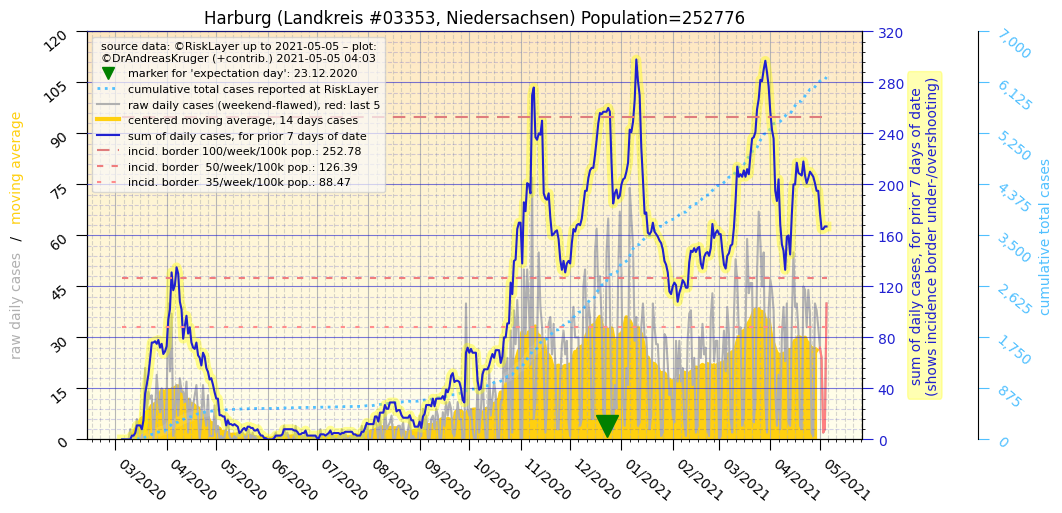 Harburg (Landkreis #03353, Niedersachsen) Population=252776
source data: ©RiskLayer up to 2021-05-05 – plot:
©DrAndreasKruger (+contrib.) 2021-05-05 04:03
marker for 'expectation day': 23.12.2020
cumulative total cases reported at RiskLayer
raw daily cases (weekend-flawed), red: last 5
centered moving average, 14 days cases
sum of daily cases, for prior 7 days of date
incid. border 100/week/100k pop.: 252.78
incid. border  50/week/100k pop.: 126.39
incid. border  35/week/100k pop.: 88.47
raw daily cases  /  moving average
120
105
90
75
60
45
30
15
0
03/2020
04/2020
05/2020
06/2020
07/2020
08/2020
09/2020
10/2020
11/2020
12/2020
01/2021
02/2021
03/2021
04/2021
05/2021
320
280
240
200
160
120
80
40
0
sum of daily cases, for prior 7 days of date
(shows incidence border under-/overshooting)
7,000
6,125
5,250
4,375
3,500
2,625
1,750
875
0
cumulative total cases